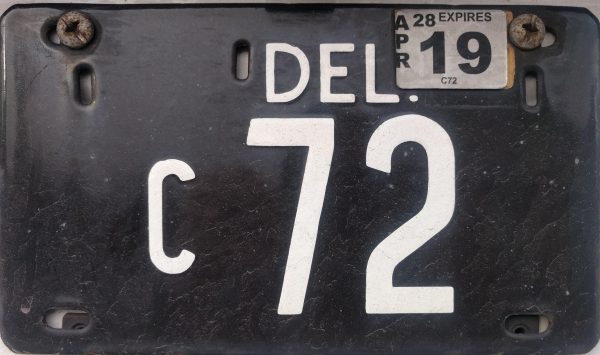 DEL.
APR 28 EXPIRES
19
C72
C 72